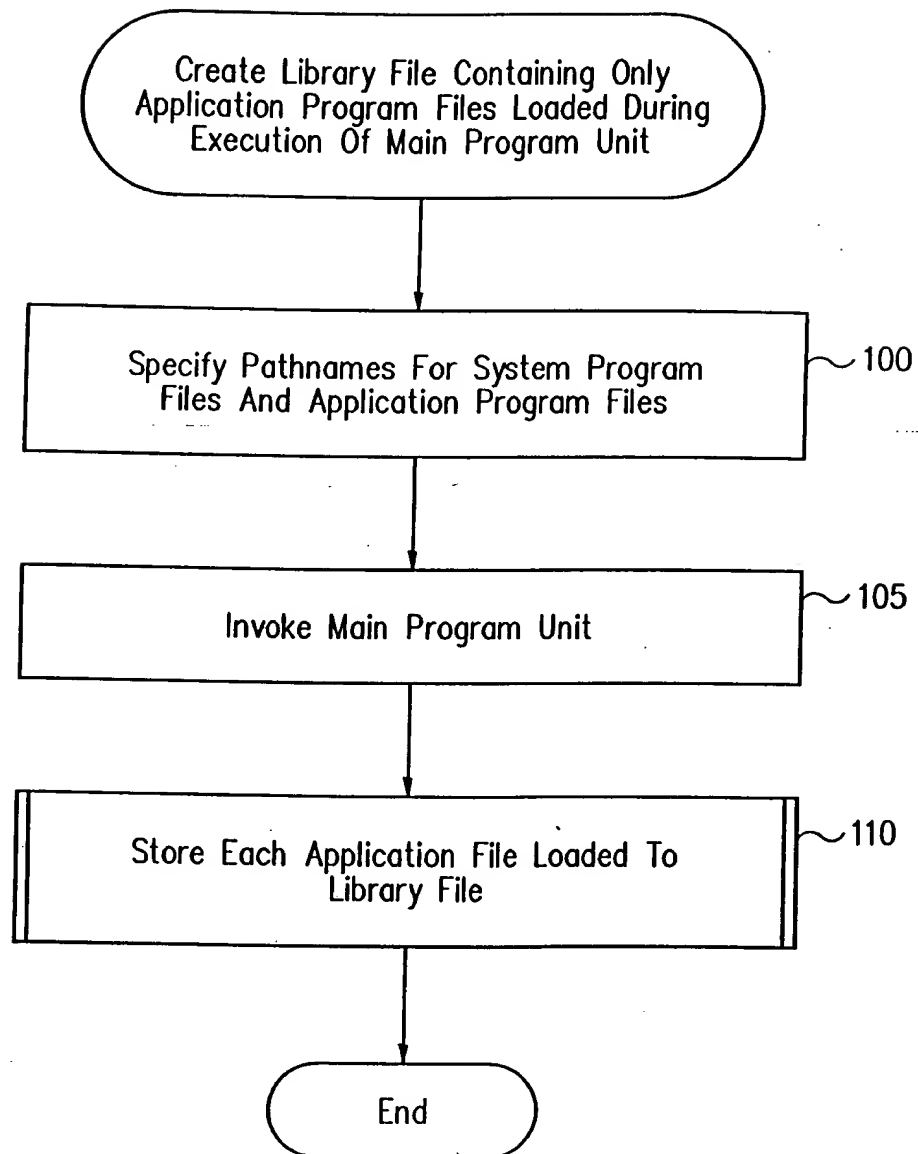 Create Library File Containing Only
Application Program Files Loaded During
Execution Of Main Program Unit
Specify Pathnames For System Program
Files And Application Program Files
100
Invoke Main Program Unit
105
Store Each Application File Loaded To
Library File
110
End